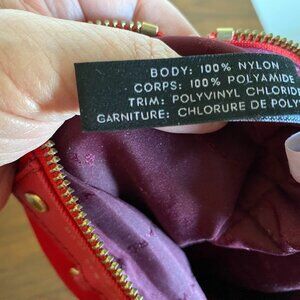 BODY: 100% NYLON
CORPS: 100% POLYAMIDE
TRIM: POLYVINYL CHLORIDE
GARNITURE: CHLORURE DE POLY